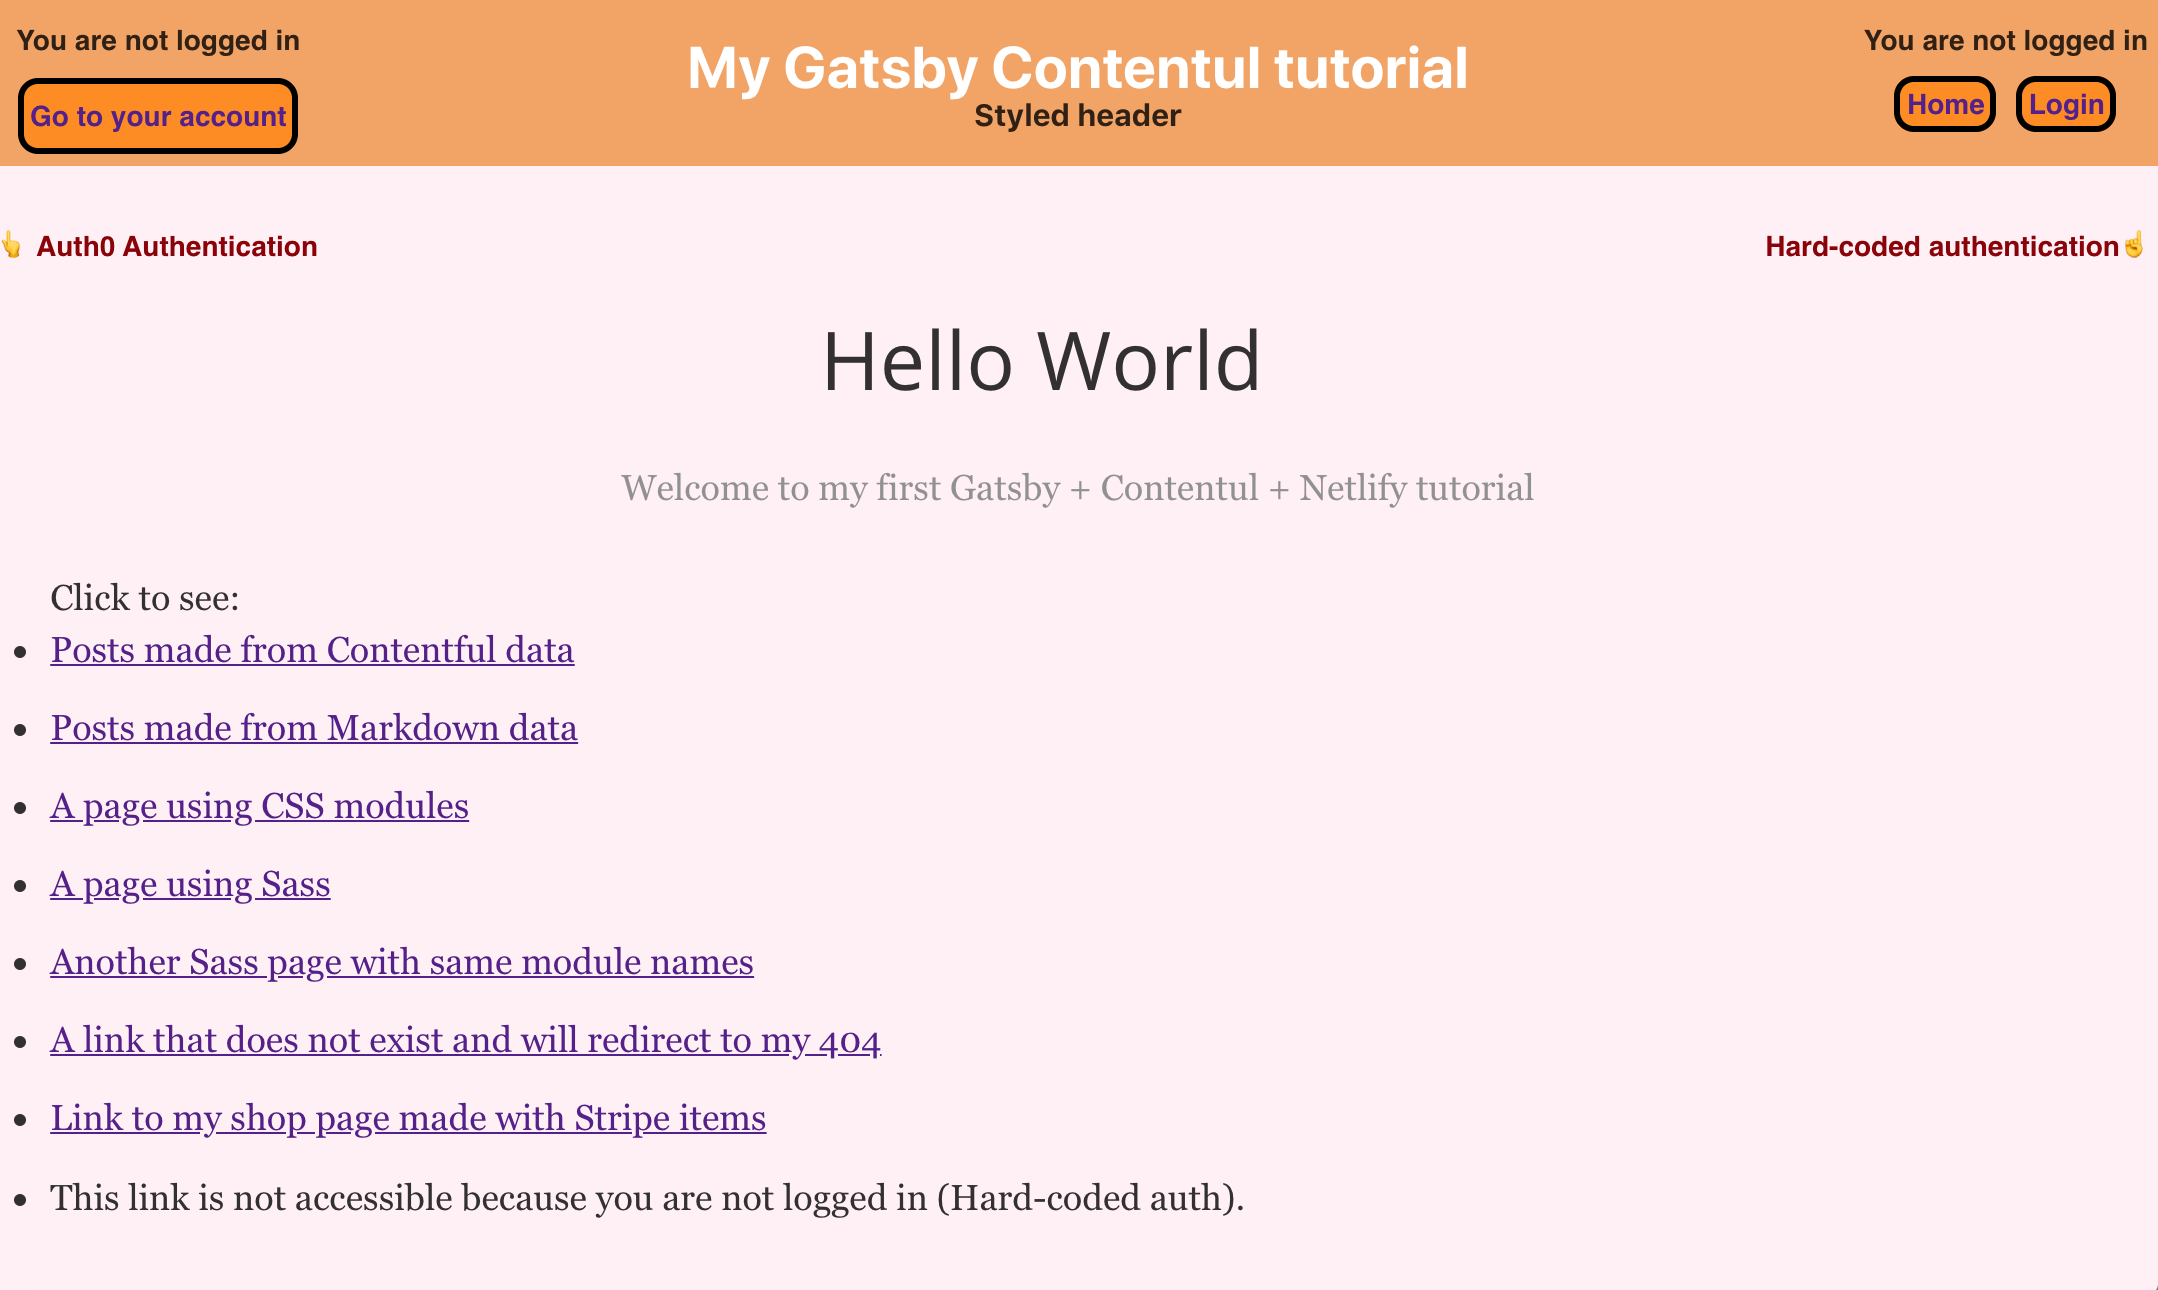 You are not logged in
Go to your account
My Gatsby Contentul tutorial
Styled header
You are not logged in
Home Login
👆 Auth0 Authentication
Hard-coded authentication☝
Hello World
Welcome to my first Gatsby + Contentul + Netlify tutorial
Click to see:
Posts made from Contentful data
Posts made from Markdown data
A page using CSS modules
A page using Sass
Another Sass page with same module names
A link that does not exist and will redirect to my 404
Link to my shop page made with Stripe items
This link is not accessible because you are not logged in (Hard-coded auth).